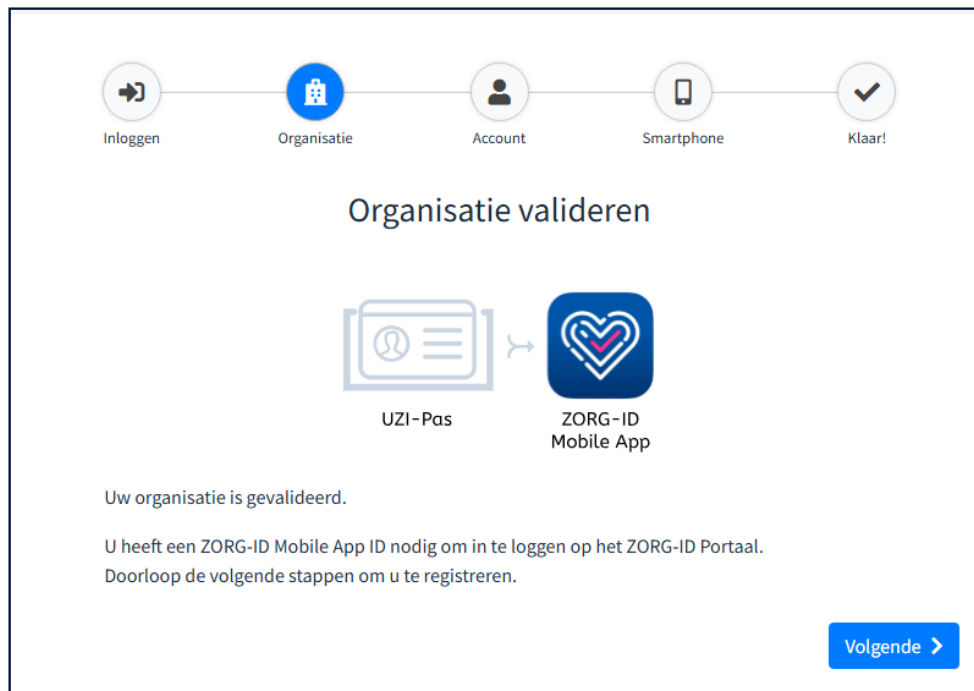 Inloggen
Organisatie
Account
Smartphone
Klaar!
Organisatie valideren
UZI-Pas
ZORG-ID
Mobile App
Uw organisatie is gevalideerd.
U heeft een ZORG-ID Mobile App ID nodig om in te loggen op het ZORG-ID Portaal.
Doorloop de volgende stappen om u te registreren.
Volgende